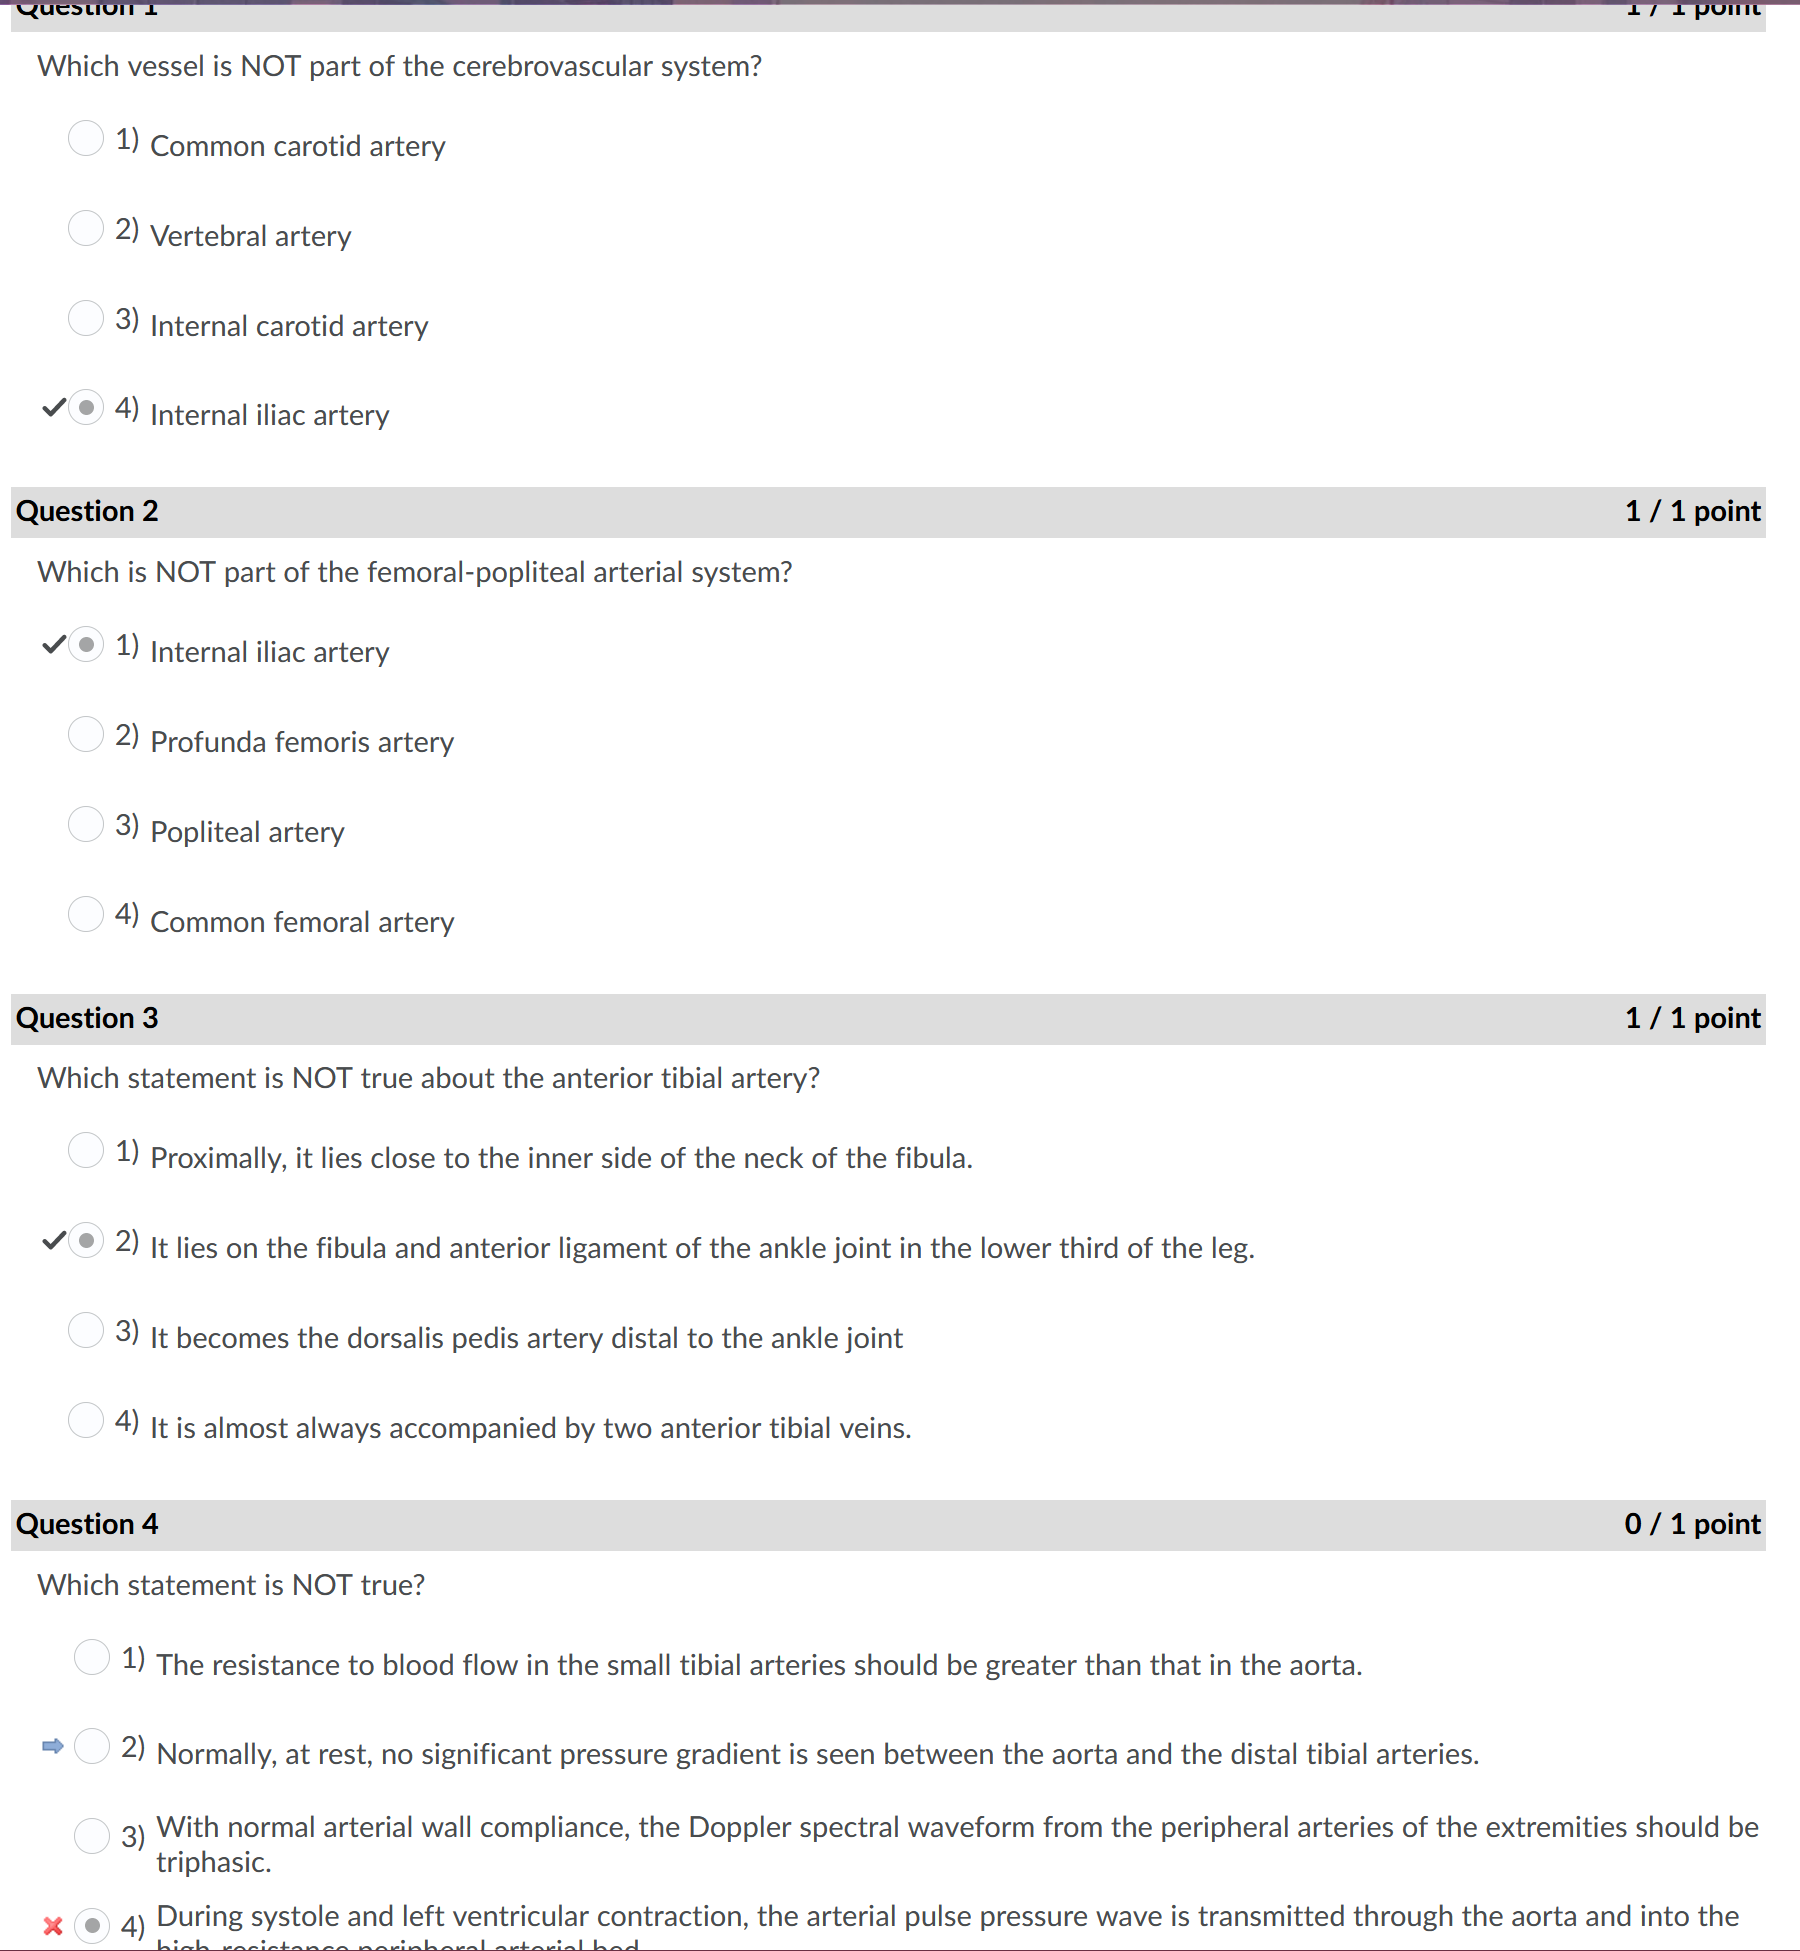 Question 1 1 / 1 point
Which vessel is NOT part of the cerebrovascular system?
1) Common carotid artery
2) Vertebral artery
3) Internal carotid artery
4) Internal iliac artery
Question 2 1 / 1 point
Which is NOT part of the femoral-popliteal arterial system?
1) Internal iliac artery
2) Profunda femoris artery
3) Popliteal artery
4) Common femoral artery
Question 3 1 / 1 point
Which statement is NOT true about the anterior tibial artery?
1) Proximally, it lies close to the inner side of the neck of the fibula.
2) It lies on the fibula and anterior ligament of the ankle joint in the lower third of the leg.
3) It becomes the dorsalis pedis artery distal to the ankle joint
4) It is almost always accompanied by two anterior tibial veins.
Question 4 0 / 1 point
Which statement is NOT true?
1) The resistance to blood flow in the small tibial arteries should be greater than that in the aorta.
2) Normally, at rest, no significant pressure gradient is seen between the aorta and the distal tibial arteries.
3) With normal arterial wall compliance, the Doppler spectral waveform from the peripheral arteries of the extremities should be
triphasic.
4) During systole and left ventricular contraction, the arterial pulse pressure wave is transmitted through the aorta and into the
high-resistance peripheral arterial bed.